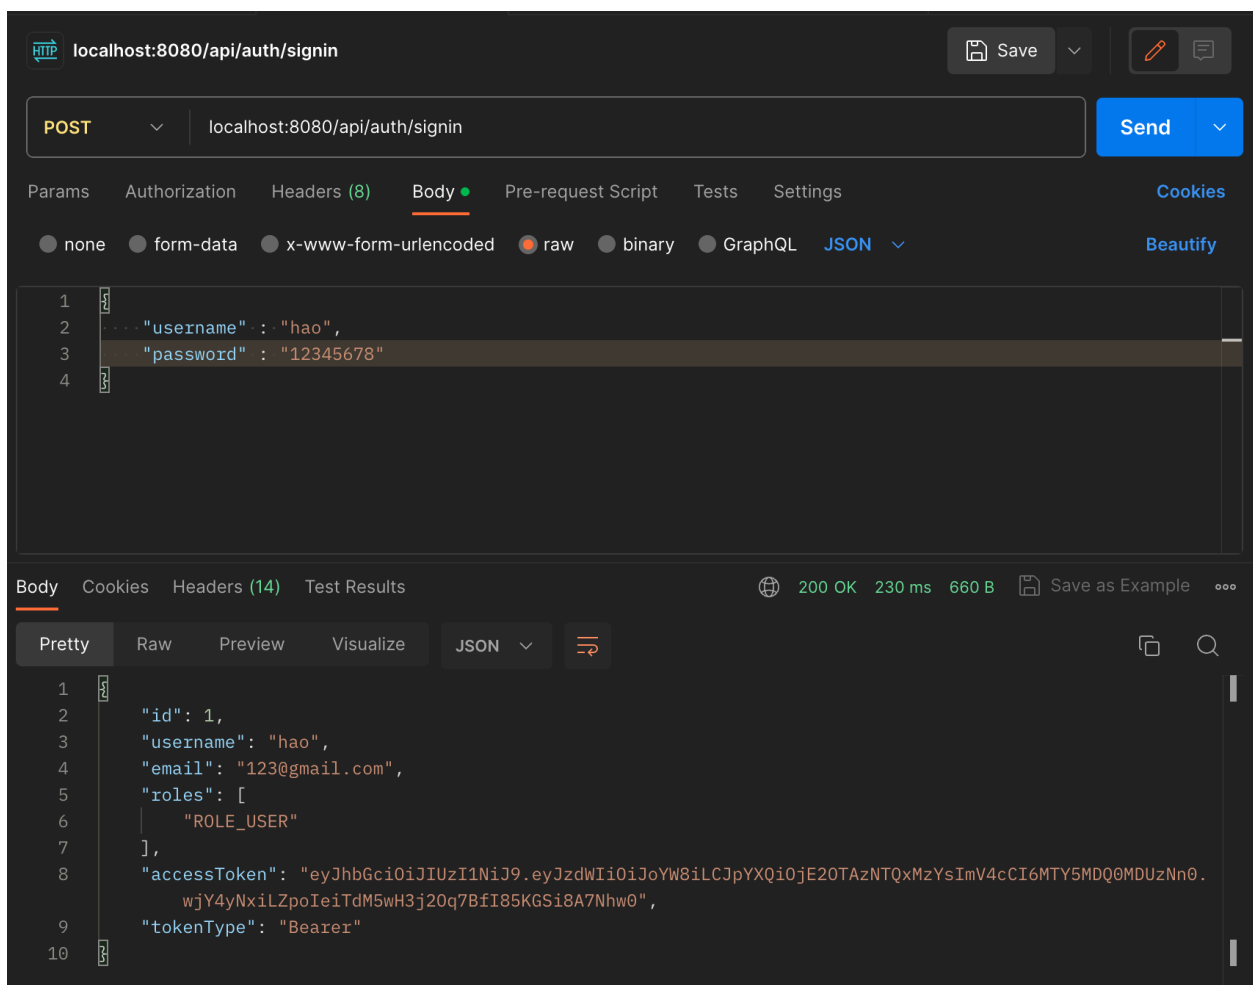 HTTP localhost:8080/api/auth/signin Save
POST localhost:8080/api/auth/signin Send
Params Authorization Headers (8) Body Pre-request Script Tests Settings Cookies
none form-data x-www-form-urlencoded raw binary GraphQL JSON Beautify
1 {
2 "username" : "hao",
3 "password" : "12345678"
4 }
Body Cookies Headers (14) Test Results 200 OK 230 ms 660 B Save as Example
Pretty Raw Preview Visualize JSON
1 {
2 "id": 1,
3 "username": "hao",
4 "email": "123@gmail.com",
5 "roles": [
6 "ROLE_USER"
7 ],
8 "accessToken": "eyJhbGciOiJIUzI1NiJ9.eyJzdWIiOiJoYW8iLCJpYXQiOjE2OTAzNTQxMzYsImV4cCI6MTY5MDQ0MDUzNn0.
wjY4yNxiLZpoIeiTdM5wH3j2Oq7BfI85KGSi8A7Nhw0",
9 "tokenType": "Bearer"
10 }